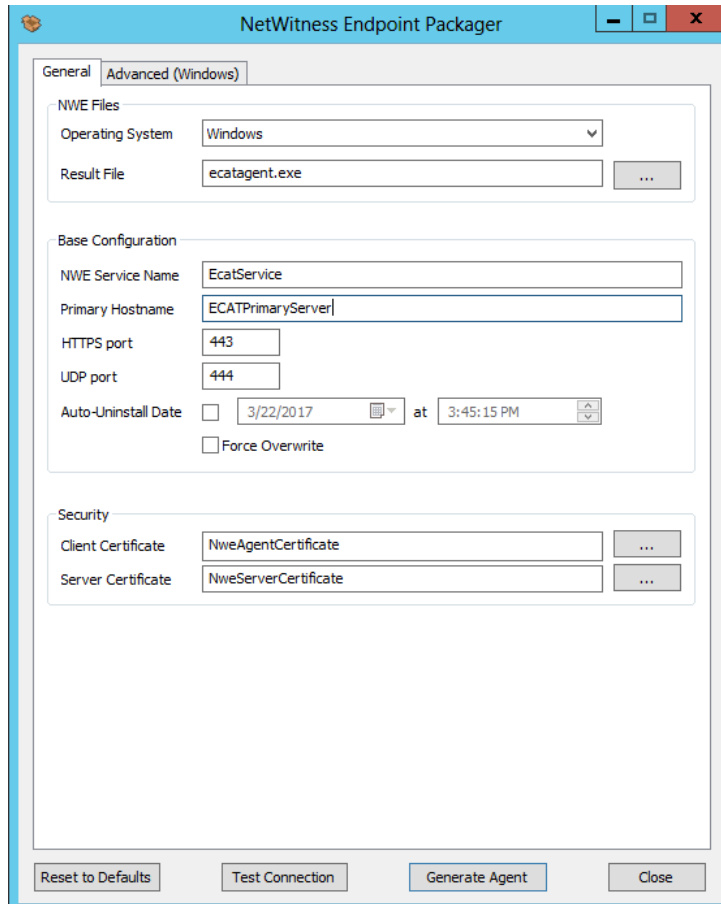 NetWitness Endpoint Packager
General Advanced (Windows)
NWE Files
Operating System Windows
Result File ecatagent.exe ...
Base Configuration
NWE Service Name EcatService
Primary Hostname ECATPrimaryServer
HTTPS port 443
UDP port 444
Auto-Uninstall Date 3/22/2017 at 3:45:15 PM
Force Overwrite
Security
Client Certificate NweAgentCertificate ...
Server Certificate NweServerCertificate ...
Reset to Defaults Test Connection Generate Agent Close